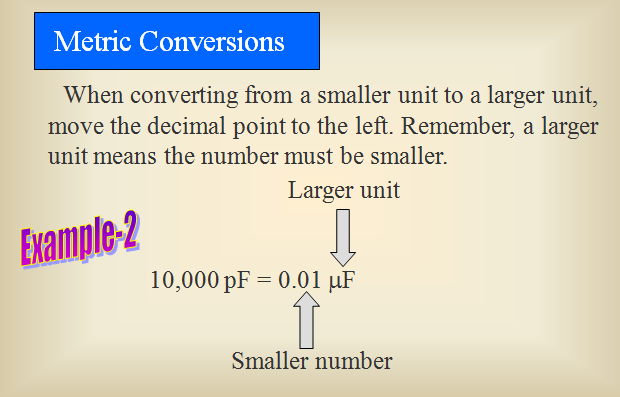 Metric Conversions
When converting from a smaller unit to a larger unit,
move the decimal point to the left. Remember, a larger
unit means the number must be smaller.
Larger unit
Example-2
10,000 pF = 0.01 μF
Smaller number